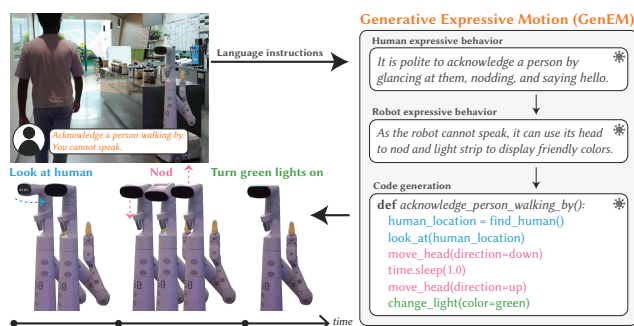 Generative Expressive Motion (GenEM)
Language instructions
Human expressive behavior
It is polite to acknowledge a person by
glancing at them, nodding, and saying hello.
Robot expressive behavior
As the robot cannot speak, it can use its head
to nod and light strip to display friendly colors.
Acknowledge a person walking by.
You cannot speak.
Look at human
Nod
Turn green lights on
Code generation
def acknowledge_person_walking_by():
human_location = find_human()
look_at(human_location)
move_head(direction=down)
time.sleep(1.0)
move_head(direction=up)
change_light(color=green)
time